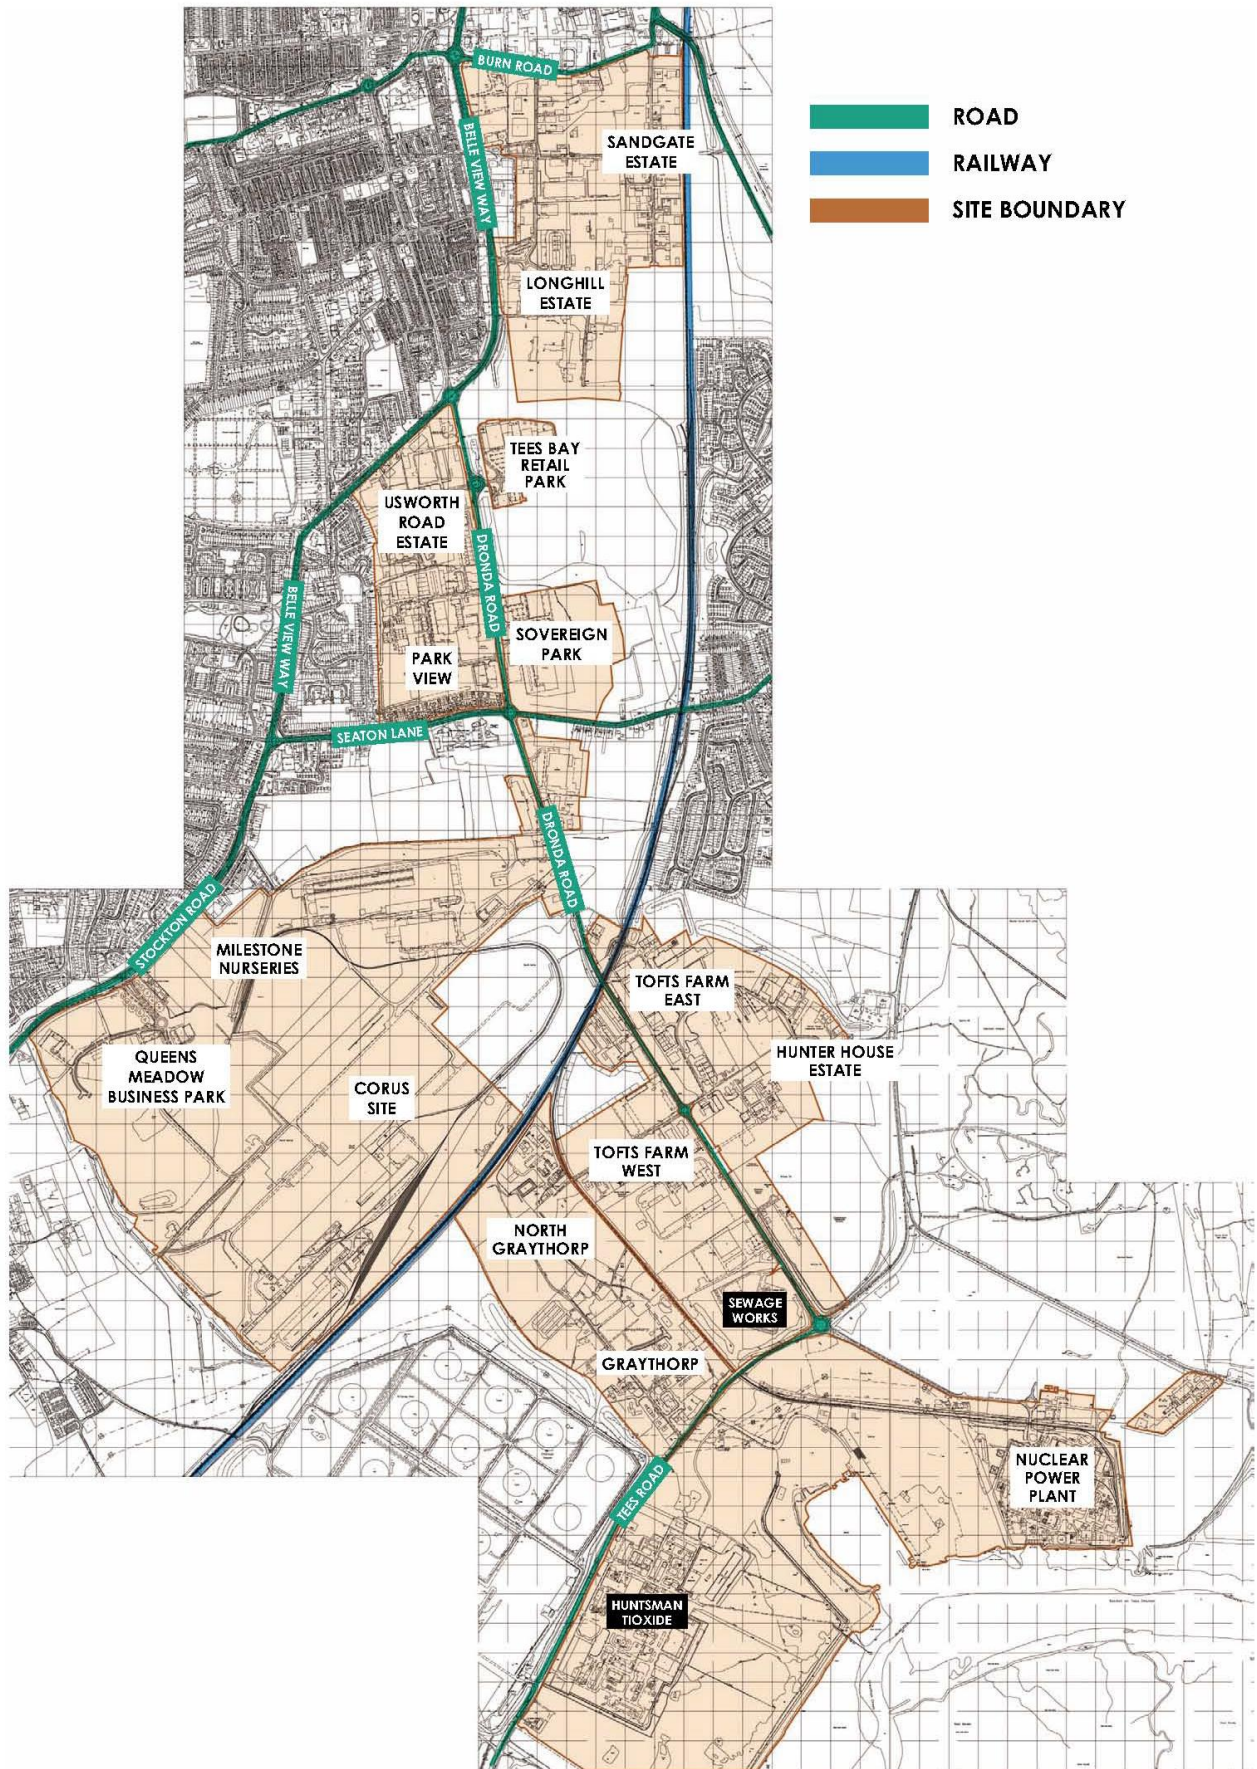 BURN ROAD
ROAD
RAILWAY
SITE BOUNDARY
SANDGATE
ESTATE
BELLE VIEW WAY
LONGHILL
ESTATE
TEES BAY
RETAIL
PARK
USWORTH
ROAD
ESTATE
DRONDA ROAD
BELLE VIEW WAY
SOVEREIGN
PARK
PARK
VIEW
SEATON LANE
DRONDA ROAD
STOCKTON ROAD
MILESTONE
NURSERIES
TOFTS FARM
EAST
HUNTER HOUSE
ESTATE
QUEENS
MEADOW
BUSINESS PARK
CORUS
SITE
TOFTS FARM
WEST
NORTH
GRAYTHORP
SEWAGE
WORKS
GRAYTHORP
NUCLEAR
POWER
PLANT
TEES ROAD
HUNTSMAN
TIOXIDE